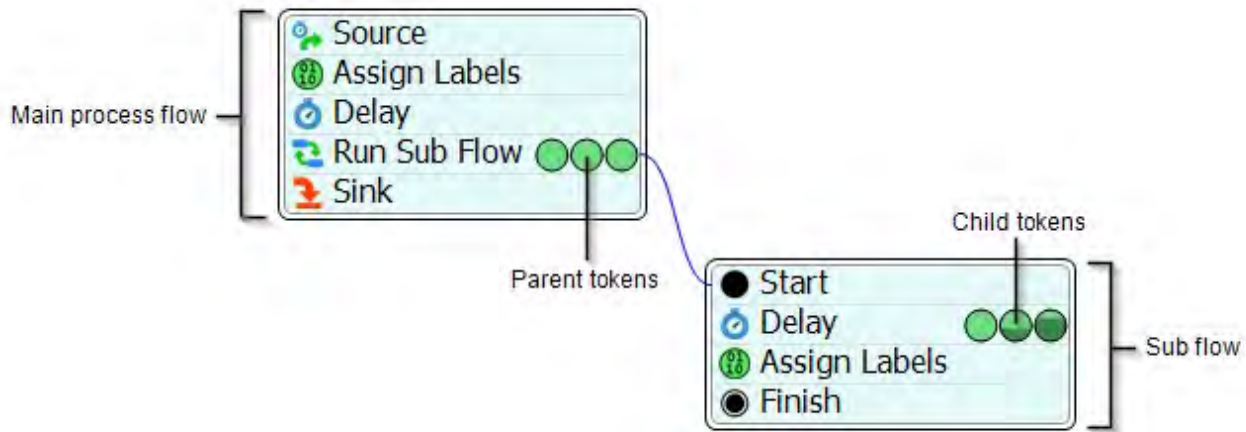 Source
Assign Labels
Delay
Run Sub Flow
Sink
Main process flow
Parent tokens
Child tokens
Start
Delay
Assign Labels
Finish
Sub flow